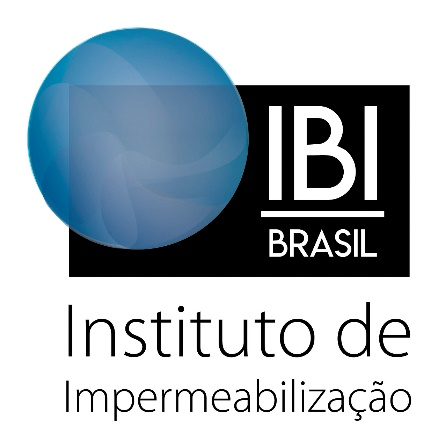 IBI
BRASIL
Instituto de
Impermeabilização